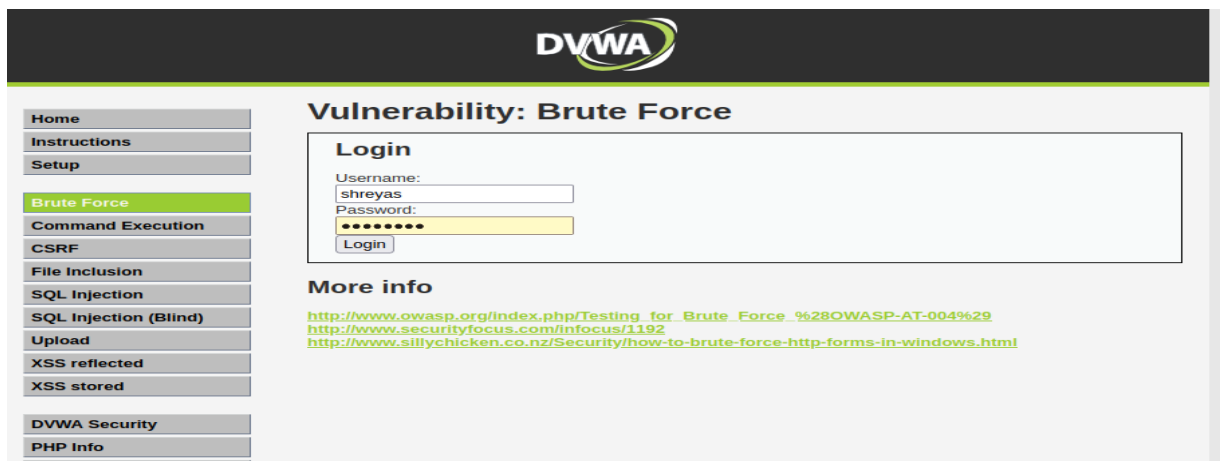 DVWA
Home
Instructions
Setup
Brute Force
Command Execution
CSRF
File Inclusion
SQL Injection
SQL Injection (Blind)
Upload
XSS reflected
XSS stored
DVWA Security
PHP Info
Vulnerability: Brute Force
Login
Username:
shreyas
Password:
••••••••
Login
More info
http://www.owasp.org/index.php/Testing_for_Brute_Force_%28OWASP-AT-004%29
http://www.securityfocus.com/infocus/1192
http://www.sillychicken.co.nz/Security/how-to-brute-force-http-forms-in-windows.html